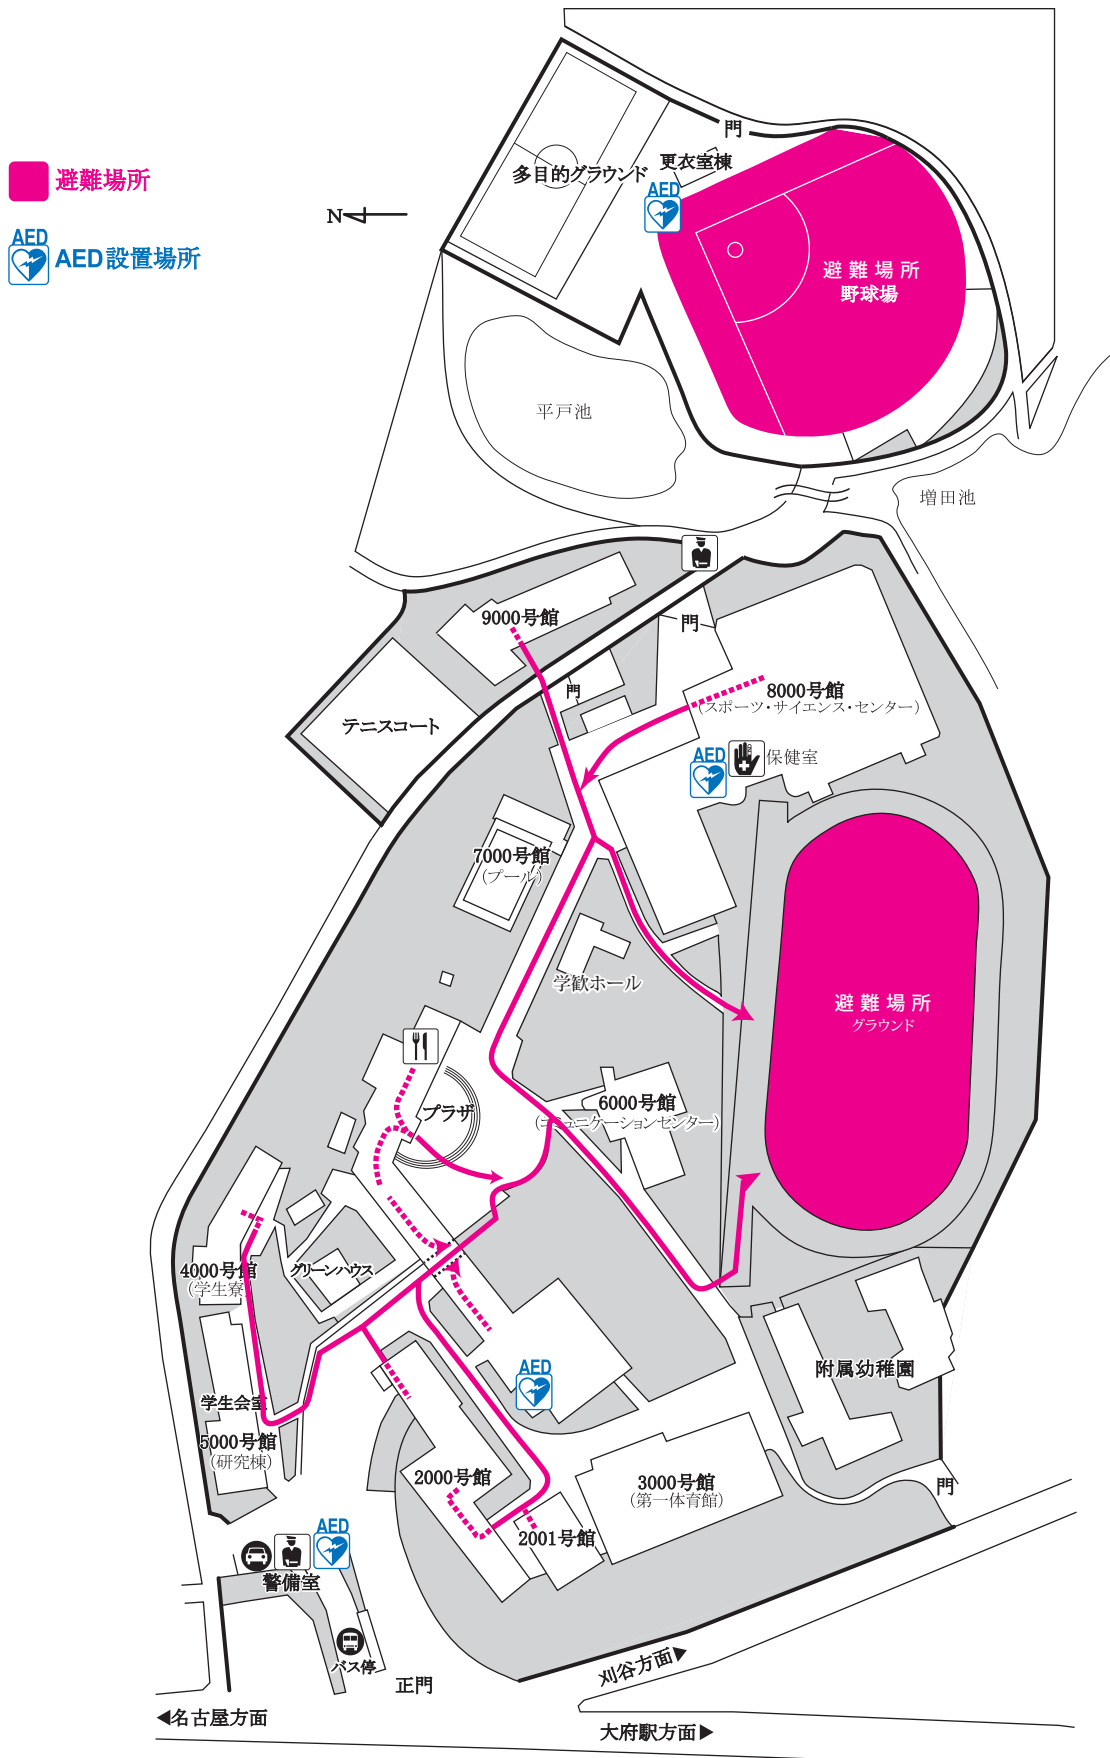 門
更衣室棟
多目的グラウンド
AED
避難場所
N
AED
AED設置場所
避難場所
野球場
平戸池
増田池
9000号館
門
門
8000号館
(スポーツ・サイエンス・センター)
テニスコート
AED
保健室
7000号館
(プール)
学歓ホール
避難場所
グラウンド
プラザ
6000号館
(コミュニケーションセンター)
4000号館
(学生寮)
グリーンハウス
AED
附属幼稚園
学生会室
5000号館
(研究棟)
2000号館
3000号館
(第一体育館)
門
2001号館
AED
警備室
バス停
正門
刈谷方面▶
◀名古屋方面
大府駅方面▶